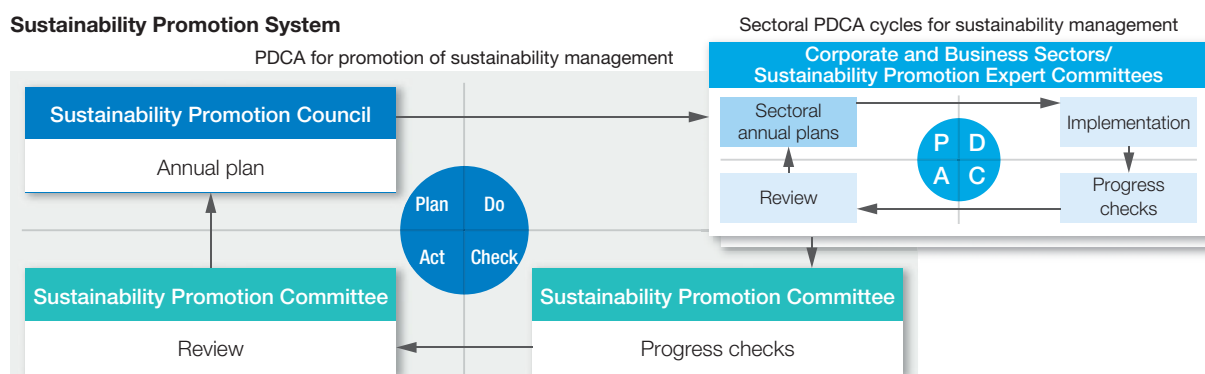 Sustainability Promotion System
PDCA for promotion of sustainability management
Sectoral PDCA cycles for sustainability management
Sustainability Promotion Council
Annual plan
Corporate and Business Sectors/
Sustainability Promotion Expert Committees
Sectoral
annual plans
Implementation
P D
A C
Review
Progress
checks
Plan Do
Act Check
Sustainability Promotion Committee
Review
Sustainability Promotion Committee
Progress checks